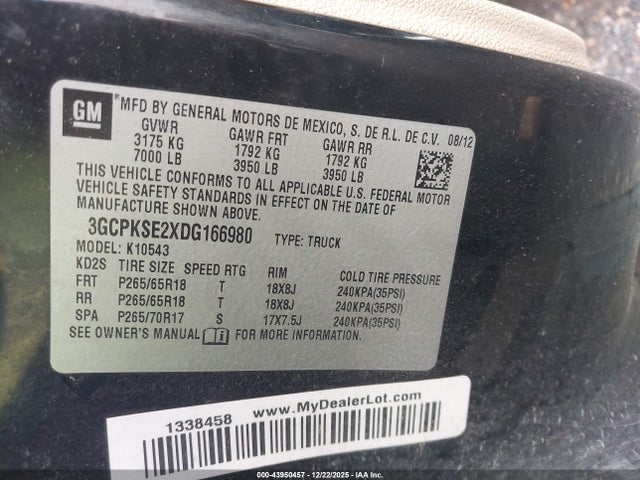 GM
*MFD BY GENERAL MOTORS DE MEXICO, S. DE R.L. DE C.V. 08/12
GVWR GAWR FRT GAWR RR
3175 KG 1792 KG 1792 KG
7000 LB 3950 LB 3950 LB
THIS VEHICLE CONFORMS TO ALL APPLICABLE U.S. FEDERAL MOTOR
VEHICLE SAFETY STANDARDS IN EFFECT ON THE DATE OF
MANUFACTURE SHOWN ABOVE.
3GCPKSE2XDG166980 TYPE: TRUCK
MODEL: K10543
KD2S TIRE SIZE SPEED RTG RIM COLD TIRE PRESSURE
FRT P265/65R18 T 18X8J 240KPA(35PSI)
RR P265/65R18 T 18X8J 240KPA(35PSI)
SPA P265/70R17 S 17X7.5J 240KPA(35PSI)
SEE OWNER'S MANUAL FOR MORE INFORMATION.
1338458 www.MyDealerLot.com
000-43950457 - 12/22/2025 - IAAI.com